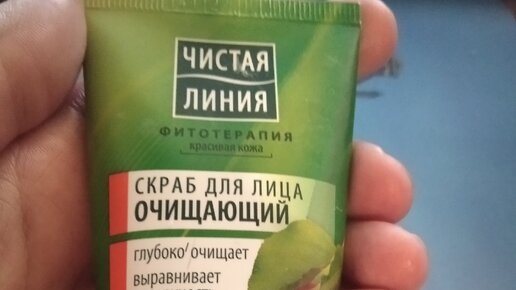 ЧИСТАЯ
ЛИНИЯ
ФИТОТЕРАПИЯ
красивая кожа
СКРАБ ДЛЯ ЛИЦА
ОЧИЩАЮЩИЙ
глубоко очищает
выравнивает